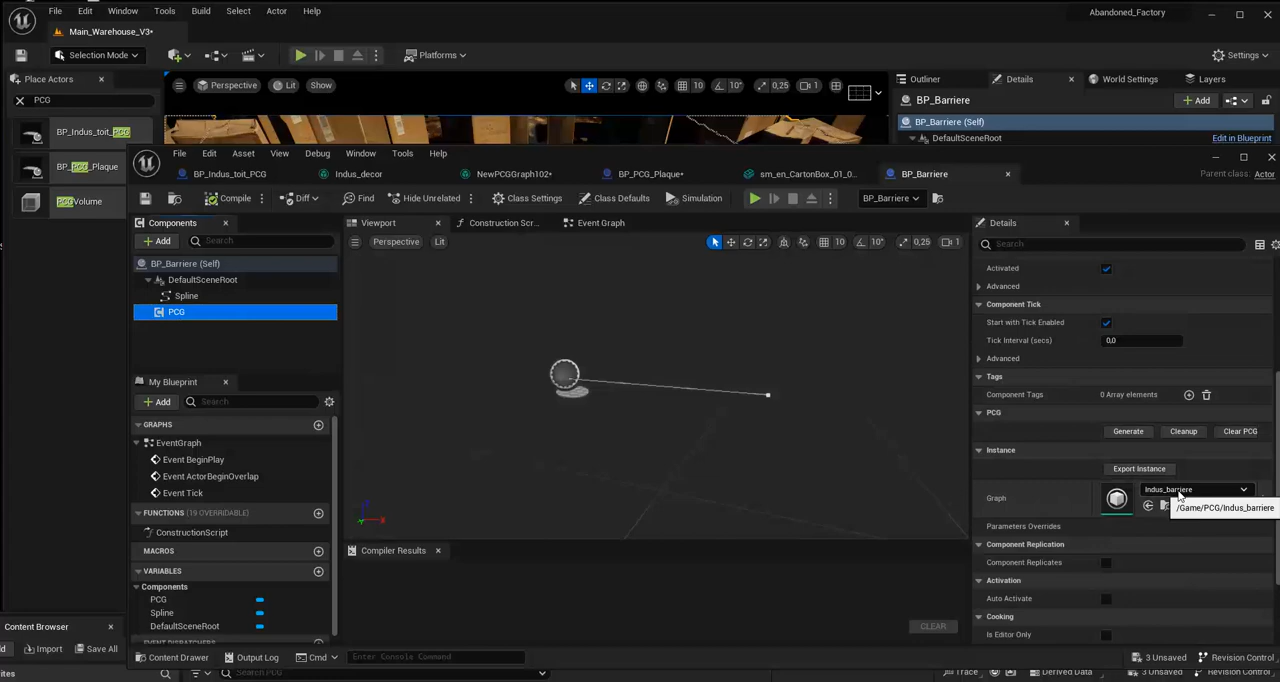 File Edit Window Tools Build Select Actor Help
Abandoned_Factory
Main_Warehouse_V3*
Selection Mode Platforms Settings
Place Actors
PCG
BP_Indus_toit_PCG
BP_PCG_Plaque
PCGVolume
Perspective Lit Show 10 10° 0,25 1
Outliner Details World Settings Layers
BP_Barriere Add
BP_Barriere (Self)
DefaultSceneRoot Edit in Blueprint
File Edit Asset View Debug Window Tools Help
BP_Indus_toit_PCG Indus_decor NewPCGGraph102* BP_PCG_Plaque* sm_en_CartonBox_01_0... BP_Barriere
Parent class: Actor
Compile Diff Find Hide Unrelated Class Settings Class Defaults Simulation BP_Barriere
Components
Add Search
BP_Barriere (Self)
DefaultSceneRoot
Spline
PCG
My Blueprint
Add Search
GRAPHS
EventGraph
Event BeginPlay
Event ActorBeginOverlap
Event Tick
FUNCTIONS (19 OVERRIDABLE)
ConstructionScript
MACROS
VARIABLES
Components
PCG
Spline
DefaultSceneRoot
Viewport Construction Scr... Event Graph
Perspective Lit 10 10° 0,25 1
Compiler Results
CLEAR
Details
Search
Activated
Advanced
Component Tick
Start with Tick Enabled
Tick Interval (secs) 0,0
Advanced
Tags
Component Tags 0 Array elements
PCG
Generate Cleanup Clear PCG
Instance
Export Instance
Graph Indus_barriere
/Game/PCG/Indus_barriere
Parameters Overrides
Component Replication
Component Replicates
Activation
Auto Activate
Cooking
Is Editor Only
Content Browser
Import Save All
Content Drawer Output Log Cmd Enter Console Command 3 Unsaved Revision Control
Search PCG Trace Derived Data 3 Unsaved Revision Control